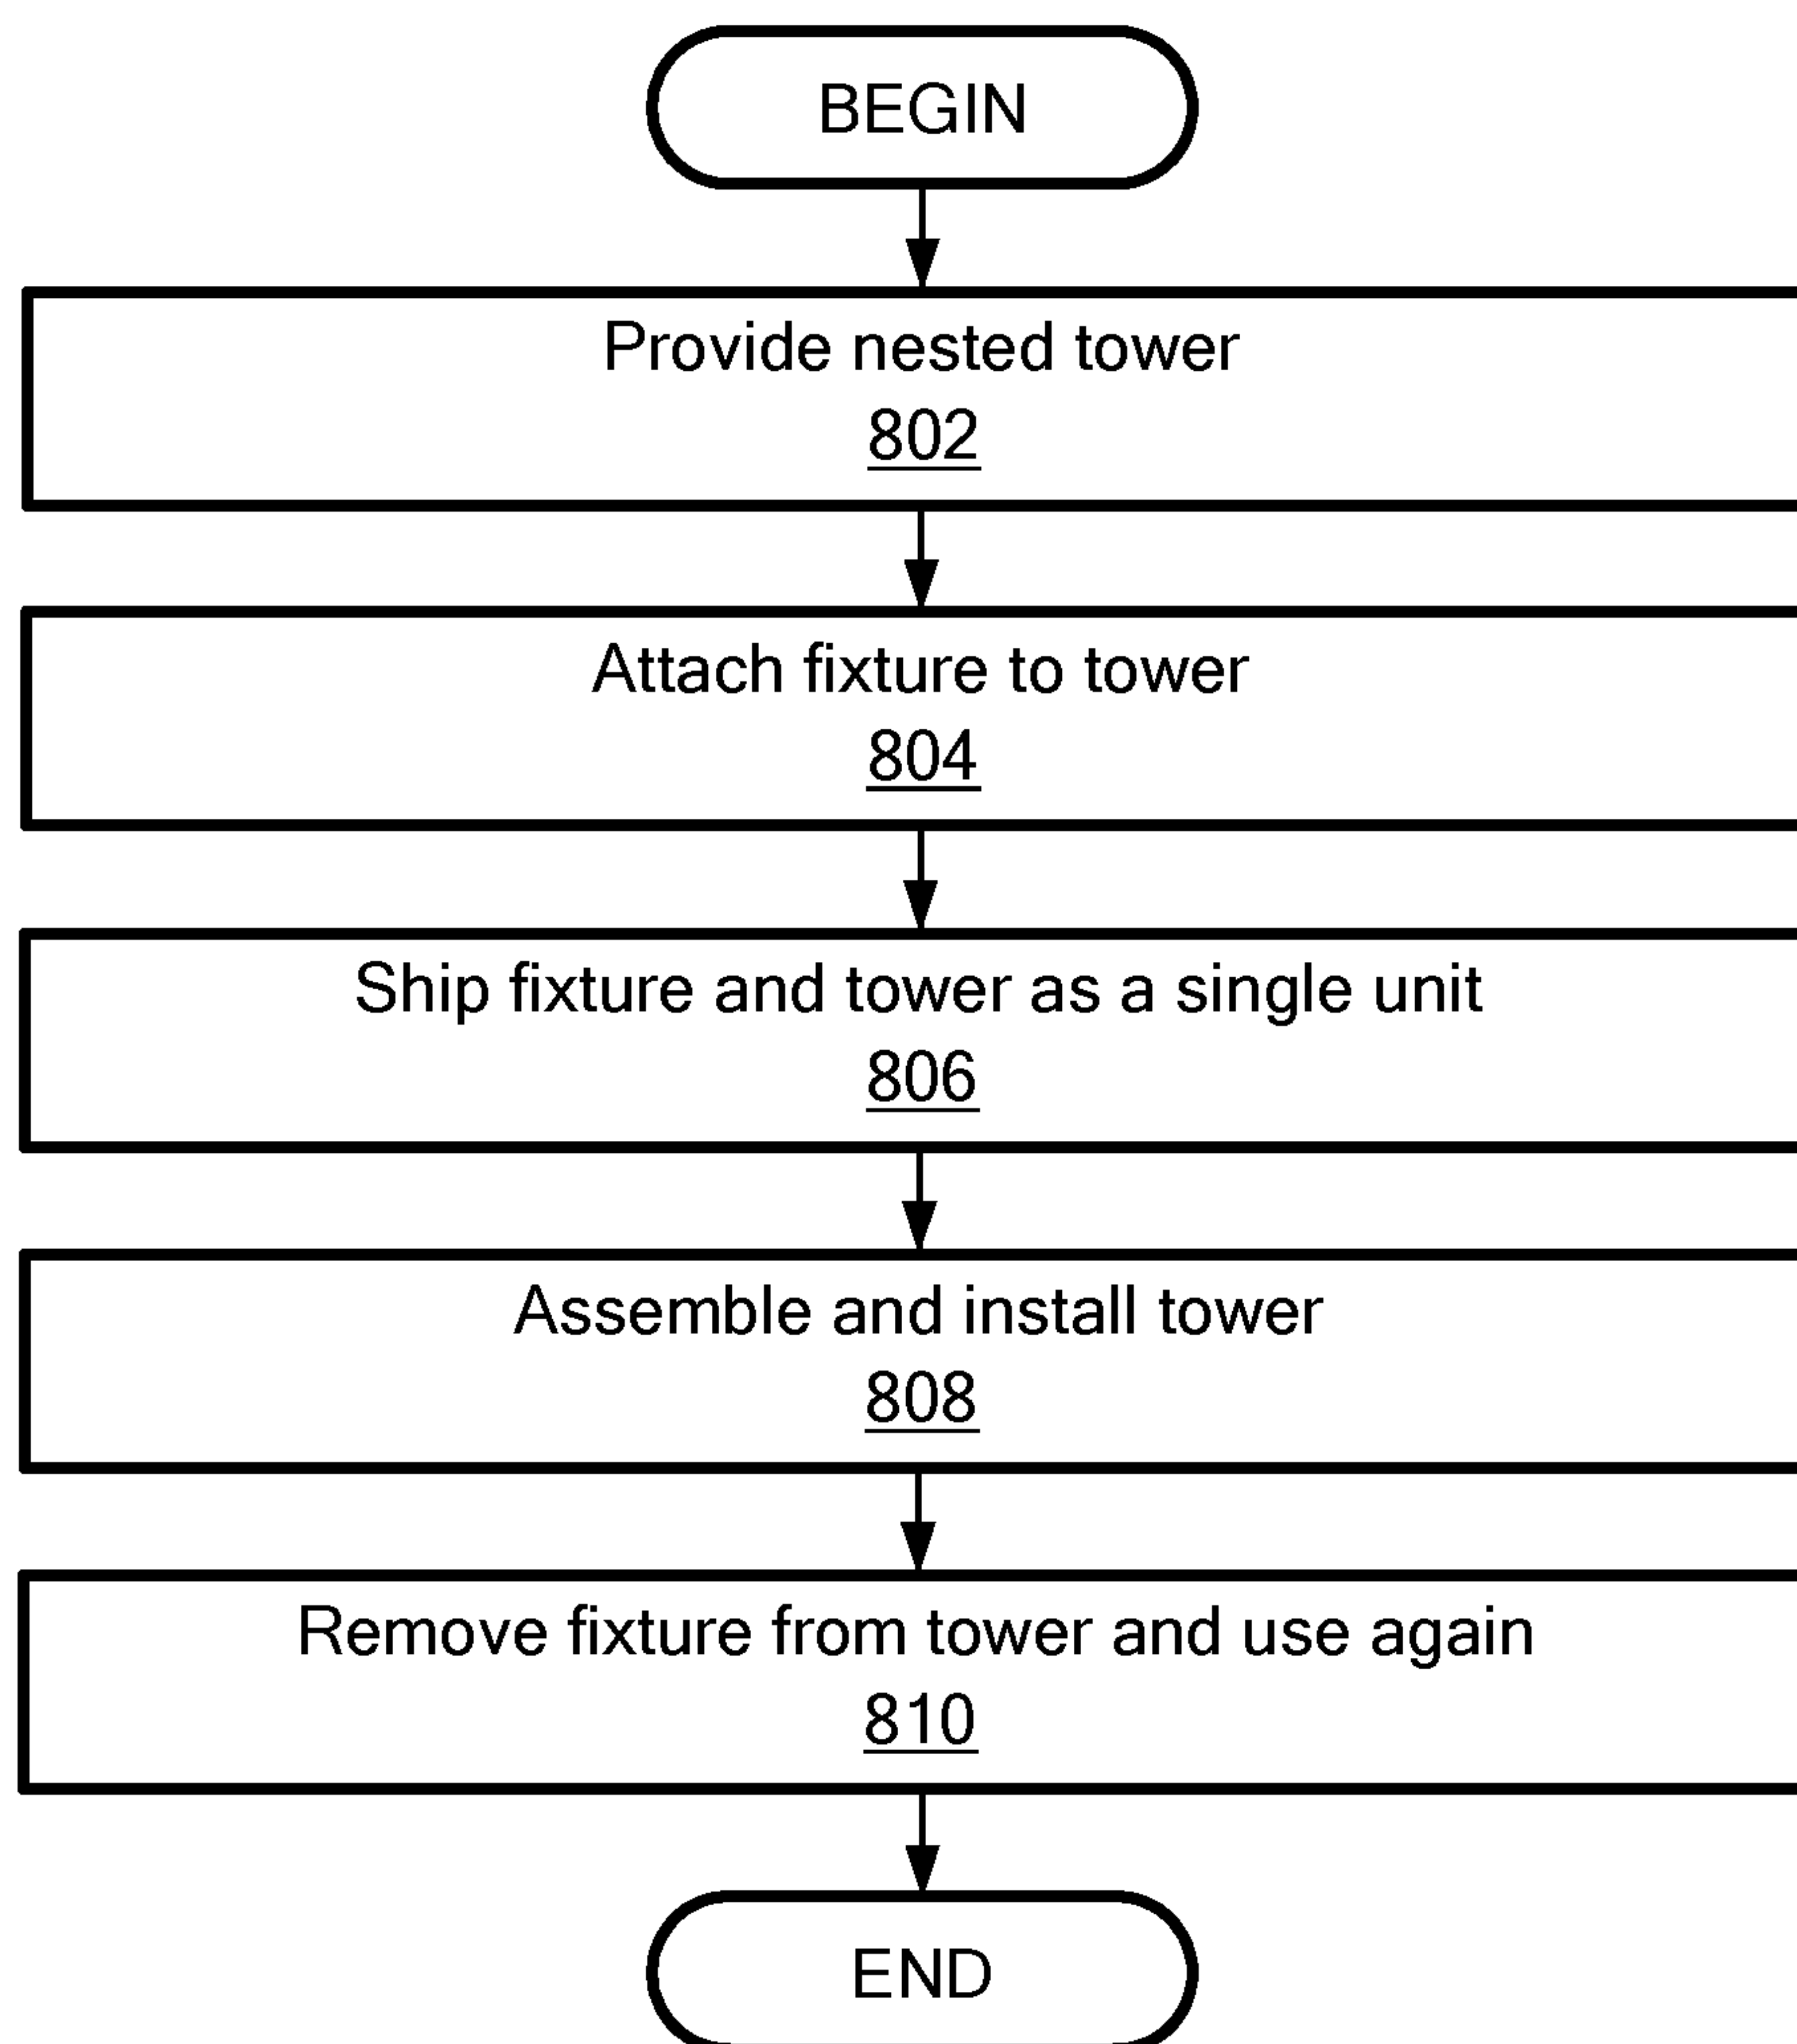 BEGIN
Provide nested tower
802
Attach fixture to tower
804
Ship fixture and tower as a single unit
806
Assemble and install tower
808
Remove fixture from tower and use again
810
END